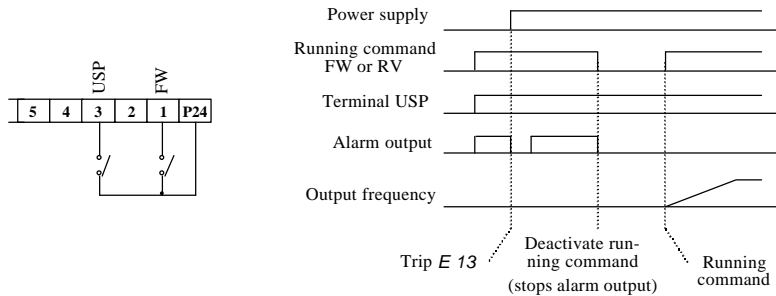 USP
FW
5 4 3 2 1 P24
Power supply
Running command
FW or RV
Terminal USP
Alarm output
Output frequency
Trip E 13
Deactivate run-
ning command
(stops alarm output)
Running
command